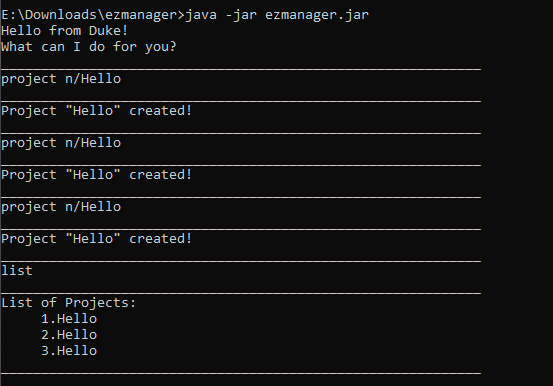 E:\Downloads\ezmanager>java -jar ezmanager.jar
Hello from Duke!
What can I do for you?
____________________________________________________________
project n/Hello
____________________________________________________________
Project "Hello" created!
____________________________________________________________
project n/Hello
____________________________________________________________
Project "Hello" created!
____________________________________________________________
project n/Hello
____________________________________________________________
Project "Hello" created!
____________________________________________________________
list
____________________________________________________________
List of Projects:
     1.Hello
     2.Hello
     3.Hello
____________________________________________________________